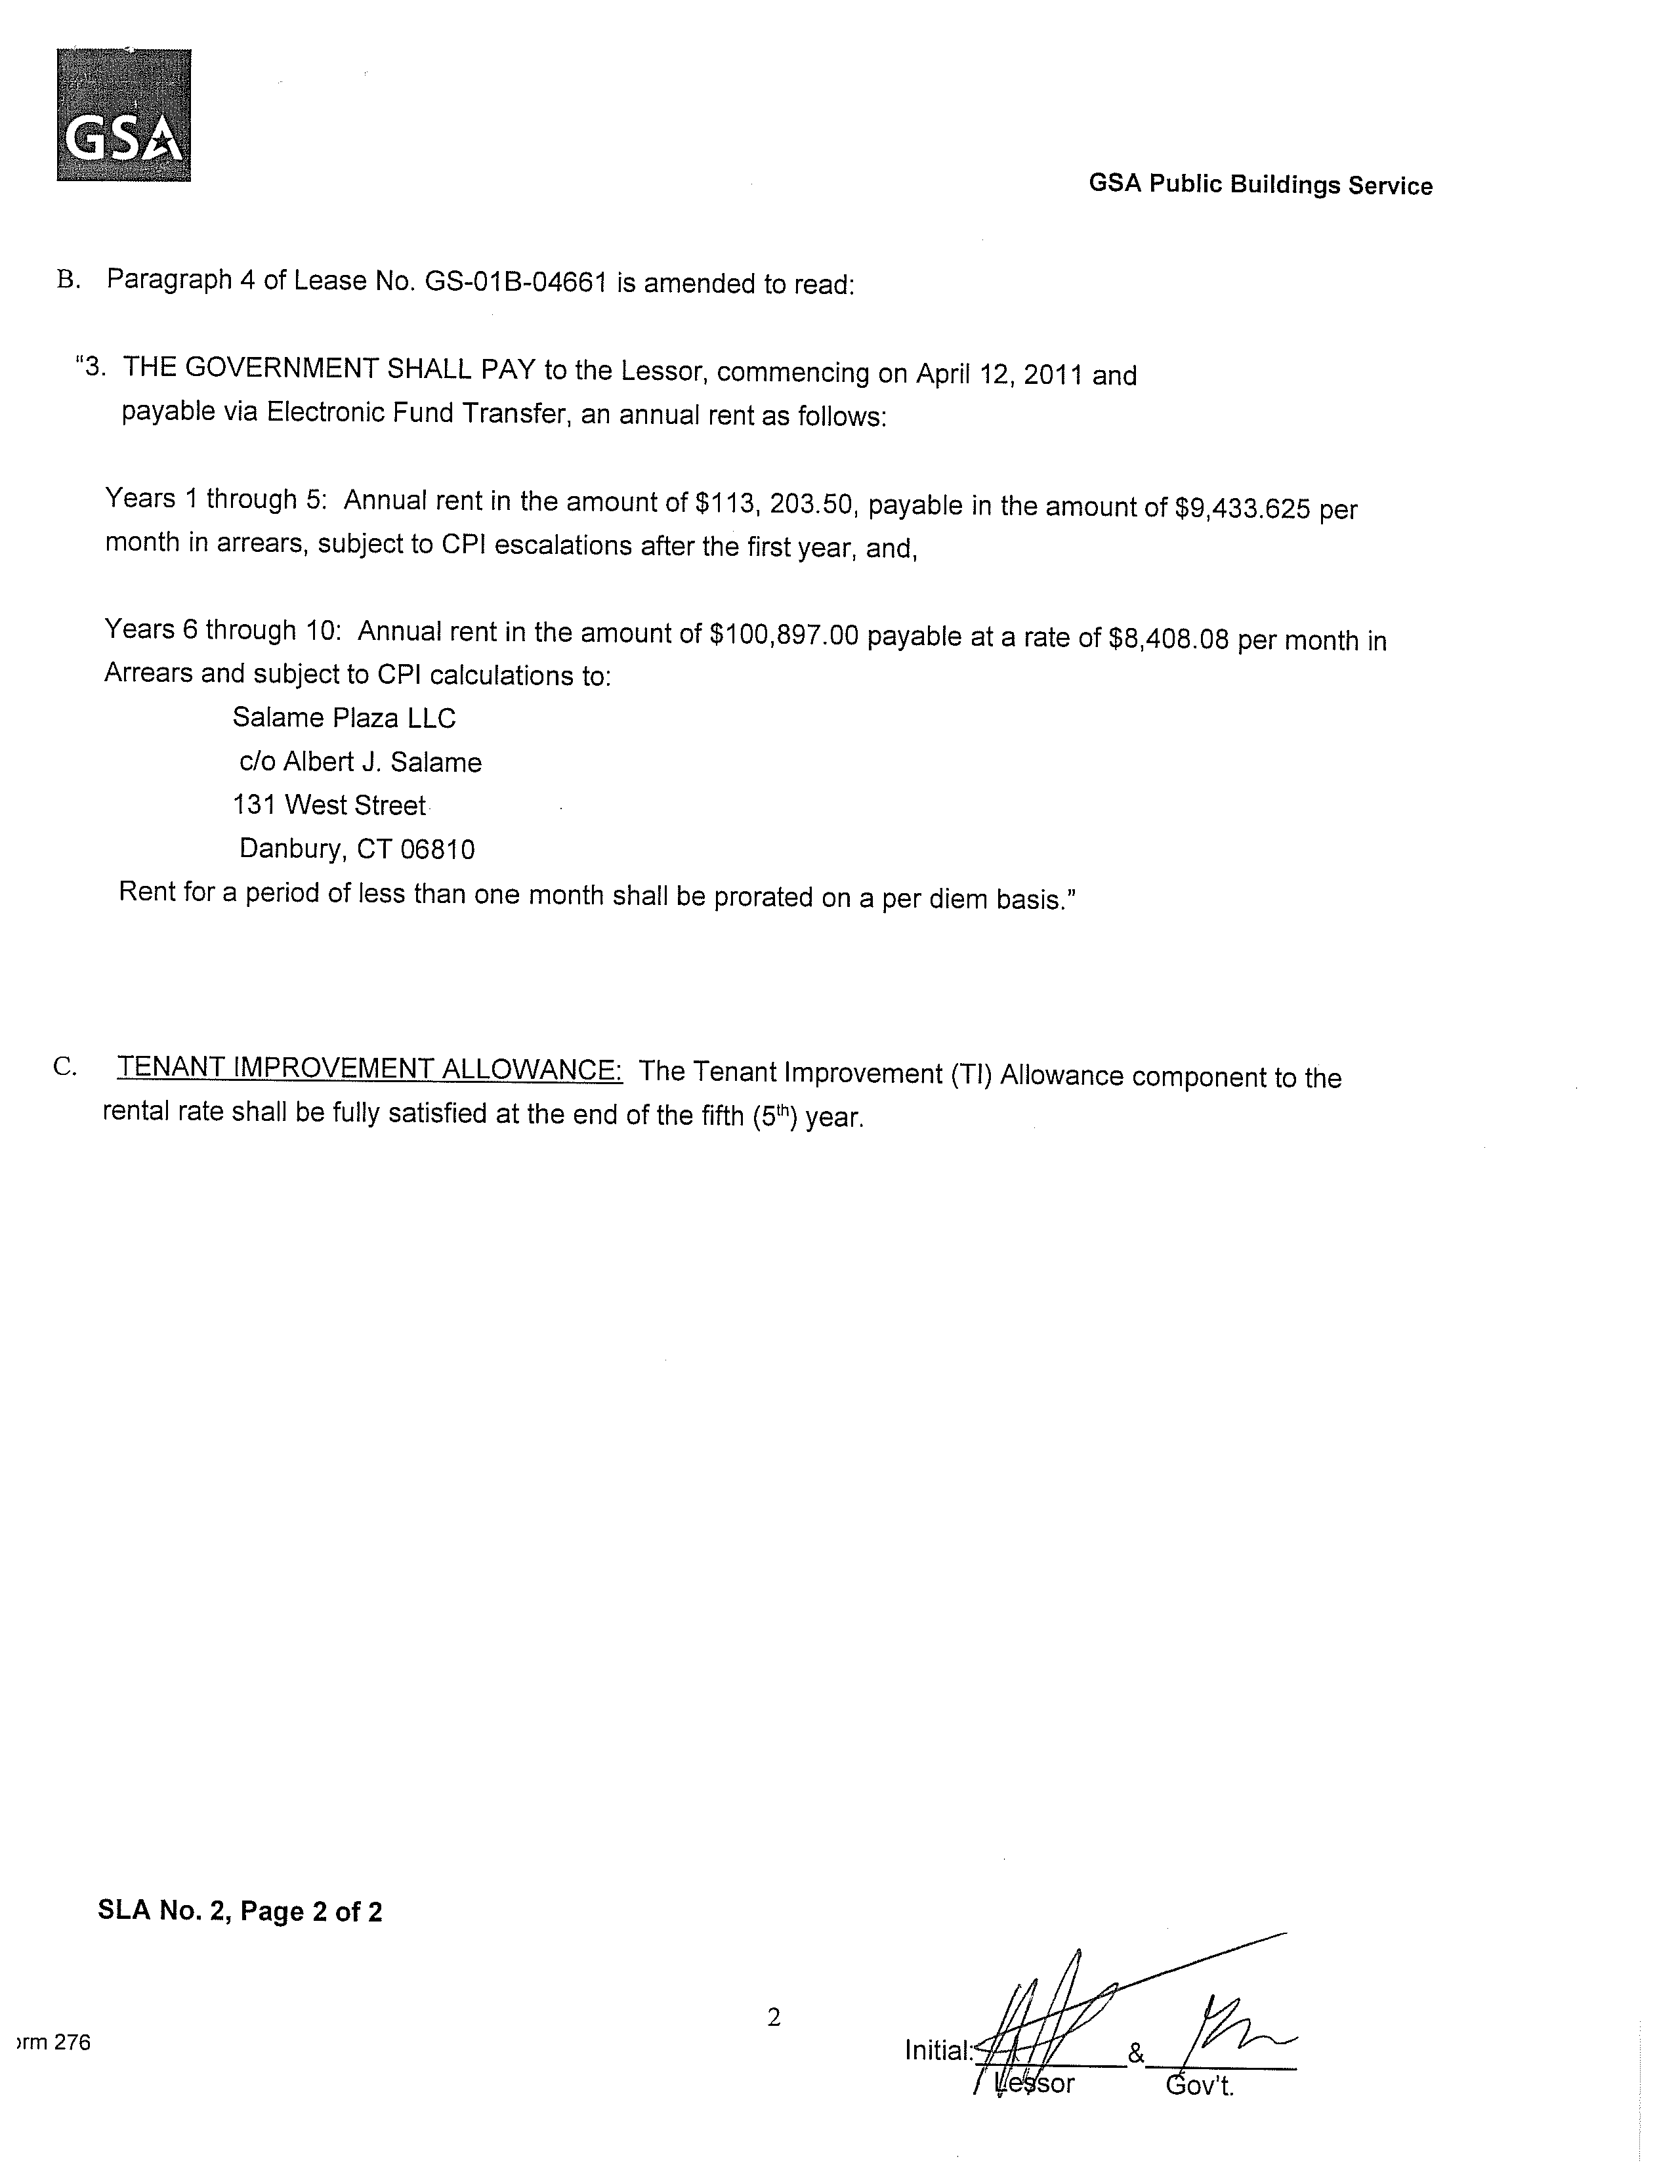 GSA
GSA Public Buildings Service
B. Paragraph 4 of Lease No. GS-01B-04661 is amended to read:
“3. THE GOVERNMENT SHALL PAY to the Lessor, commencing on April 12, 2011 and
payable via Electronic Fund Transfer, an annual rent as follows:
Years 1 through 5: Annual rent in the amount of $113, 203.50, payable in the amount of $9,433.625 per
month in arrears, subject to CPI escalations after the first year, and,
Years 6 through 10: Annual rent in the amount of $100,897.00 payable at a rate of $8,408.08 per month in
Arrears and subject to CPI calculations to:
Salame Plaza LLC
c/o Albert J. Salame
131 West Street
Danbury, CT 06810
Rent for a period of less than one month shall be prorated on a per diem basis.”
C. TENANT IMPROVEMENT ALLOWANCE: The Tenant Improvement (TI) Allowance component to the
rental rate shall be fully satisfied at the end of the fifth (5th) year.
SLA No. 2, Page 2 of 2
2
orm 276
Initial: &
Lessor Gov't.